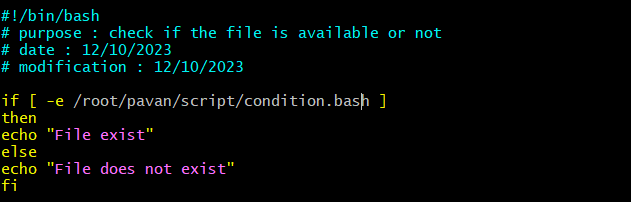 #!/bin/bash
# purpose : check if the file is available or not
# date : 12/10/2023
# modification : 12/10/2023
if [ -e /root/pavan/script/condition.bash ]
then
echo "File exist"
else
echo "File does not exist"
fi